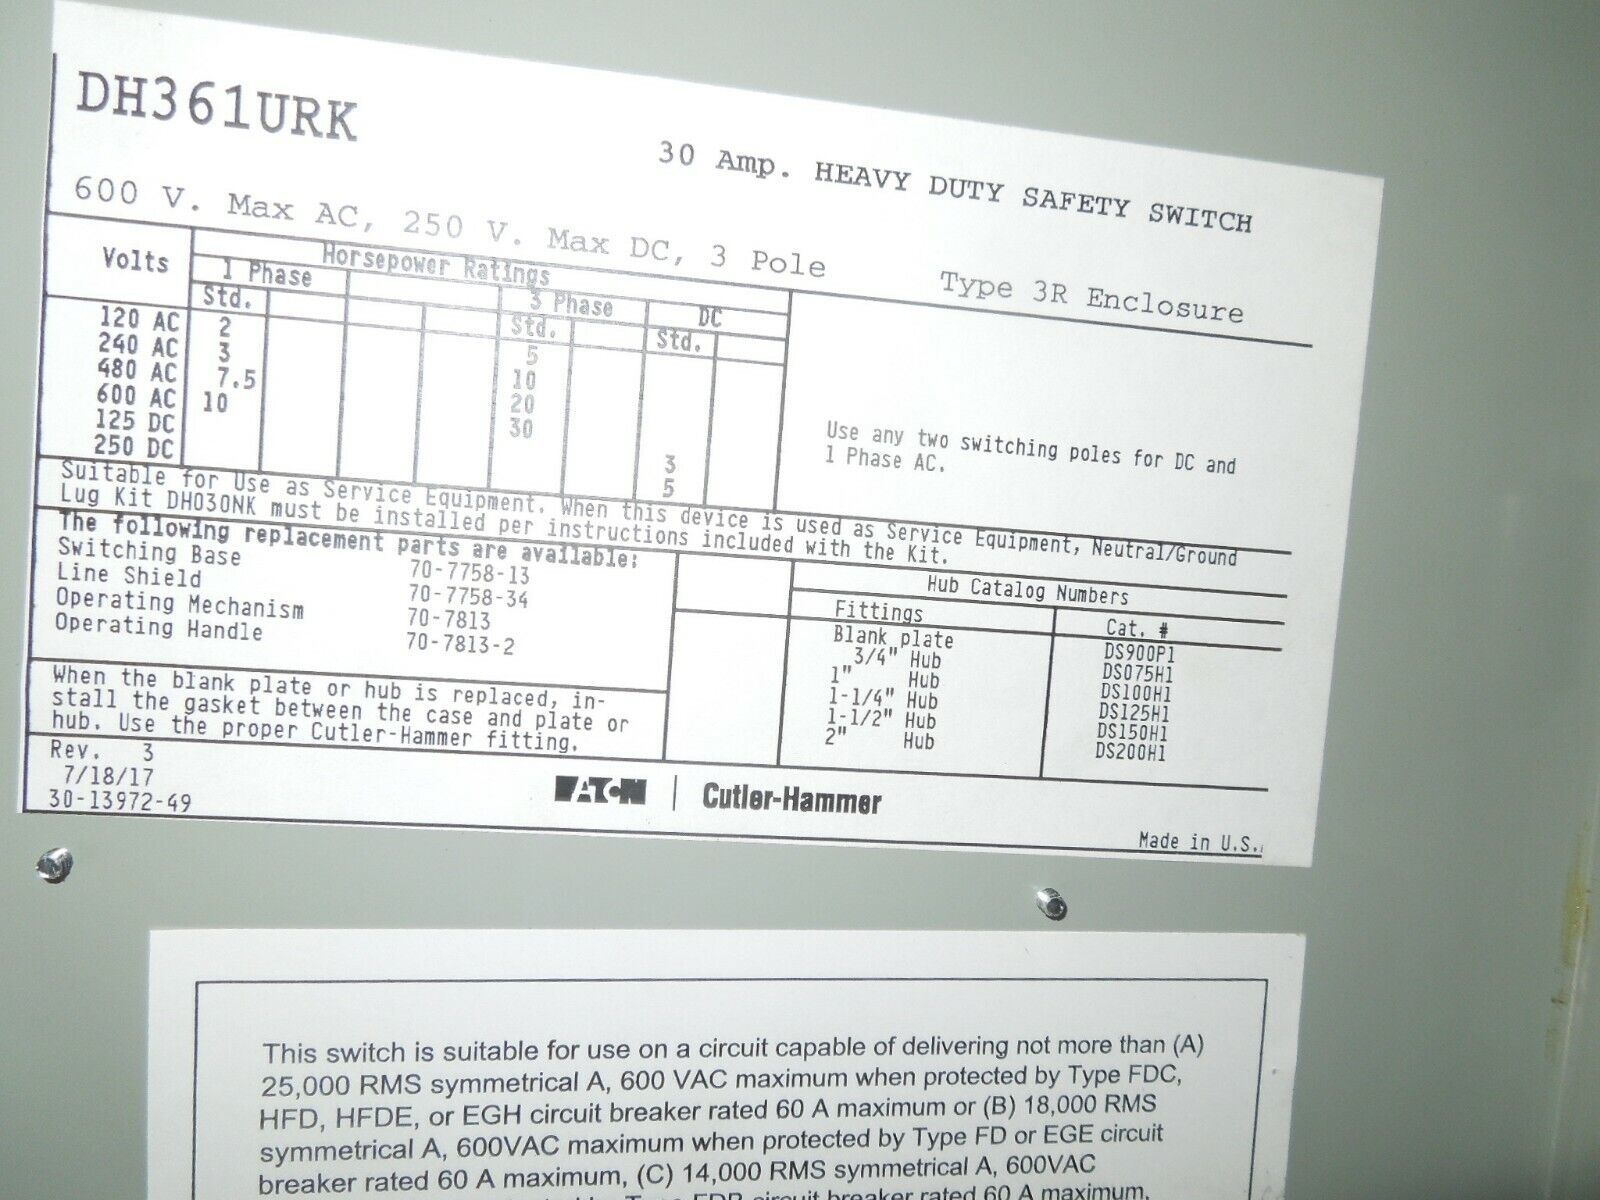 DH361URK
30 Amp. HEAVY DUTY SAFETY SWITCH
600 V. Max AC, 250 V. Max DC, 3 Pole
Type 3R Enclosure
Volts
Horsepower Ratings
1 Phase
3 Phase
DC
Std.
Std.
Std.
120 AC 2 5
240 AC 3 10
480 AC 7.5 20
600 AC 10 30
125 DC 3
250 DC 5
Use any two switching poles for DC and
1 Phase AC.
Suitable for Use as Service Equipment. When this device is used as Service Equipment, Neutral/Ground
Lug Kit DH030NK must be installed per instructions included with the Kit.
The following replacement parts are available:
Switching Base 70-7758-13
Line Shield 70-7758-34
Operating Mechanism 70-7813
Operating Handle 70-7813-2
Hub Catalog Numbers
Fittings Cat. #
Blank plate DS900P1
3/4" Hub DS075H1
1" Hub DS100H1
1-1/4" Hub DS125H1
1-1/2" Hub DS150H1
2" Hub DS200H1
When the blank plate or hub is replaced, in-
stall the gasket between the case and plate or
hub. Use the proper Cutler-Hammer fitting.
Rev. 3
7/18/17
30-13972-49
EATON | Cutler-Hammer
Made in U.S.
This switch is suitable for use on a circuit capable of delivering not more than (A)
25,000 RMS symmetrical A, 600 VAC maximum when protected by Type FDC,
HFD, HFDE, or EGH circuit breaker rated 60 A maximum or (B) 18,000 RMS
symmetrical A, 600VAC maximum when protected by Type FD or EGE circuit
breaker rated 60 A maximum, (C) 14,000 RMS symmetrical A, 600VAC
by Type EDB circuit breaker rated 60 A maximum.